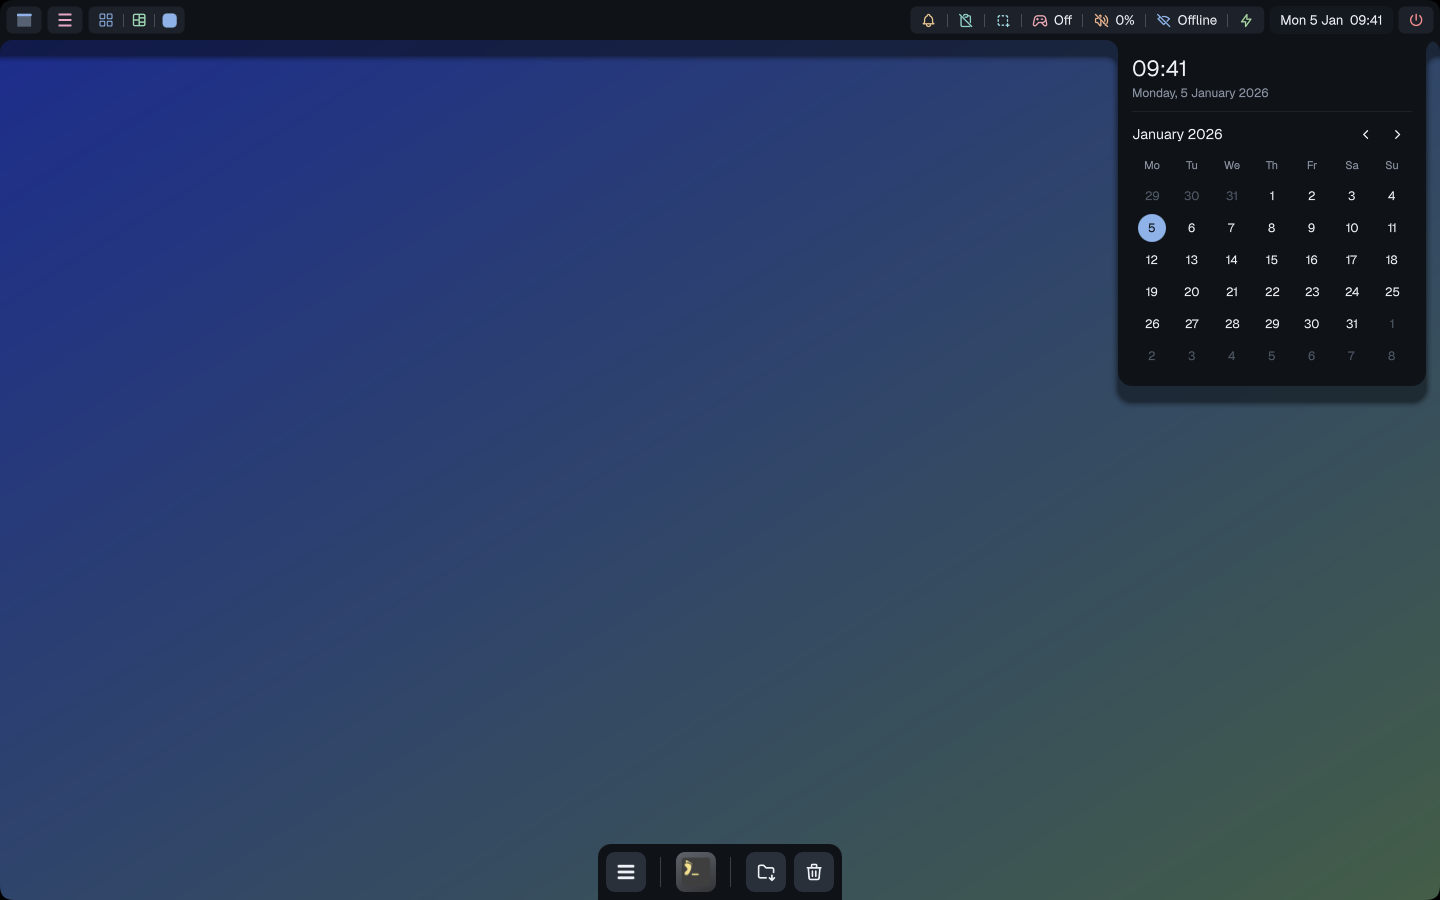 Off 0% Offline Mon 5 Jan 09:41
09:41
Monday, 5 January 2026
January 2026
Mo Tu We Th Fr Sa Su
29 30 31 1 2 3 4
5 6 7 8 9 10 11
12 13 14 15 16 17 18
19 20 21 22 23 24 25
26 27 28 29 30 31 1
2 3 4 5 6 7 8